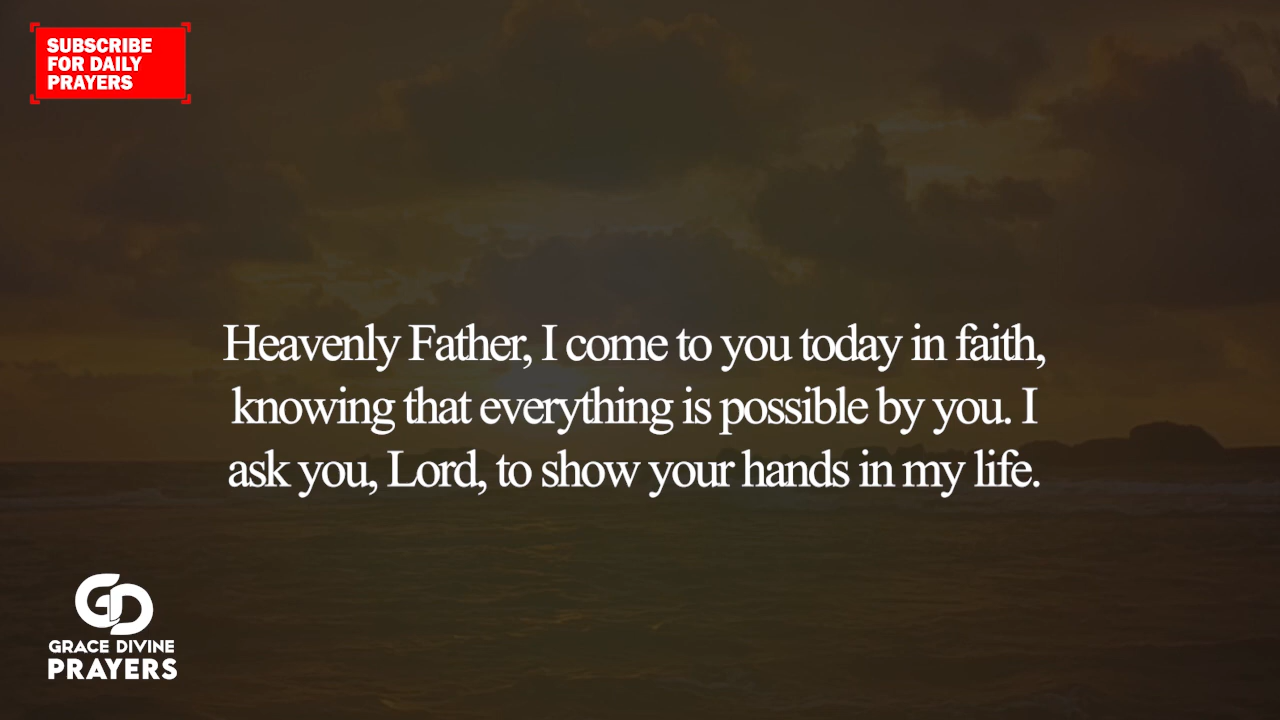 SUBSCRIBE
FOR DAILY
PRAYERS
Heavenly Father, I come to you today in faith,
knowing that everything is possible by you. I
ask you, Lord, to show your hands in my life.
GD
GRACE DIVINE
PRAYERS